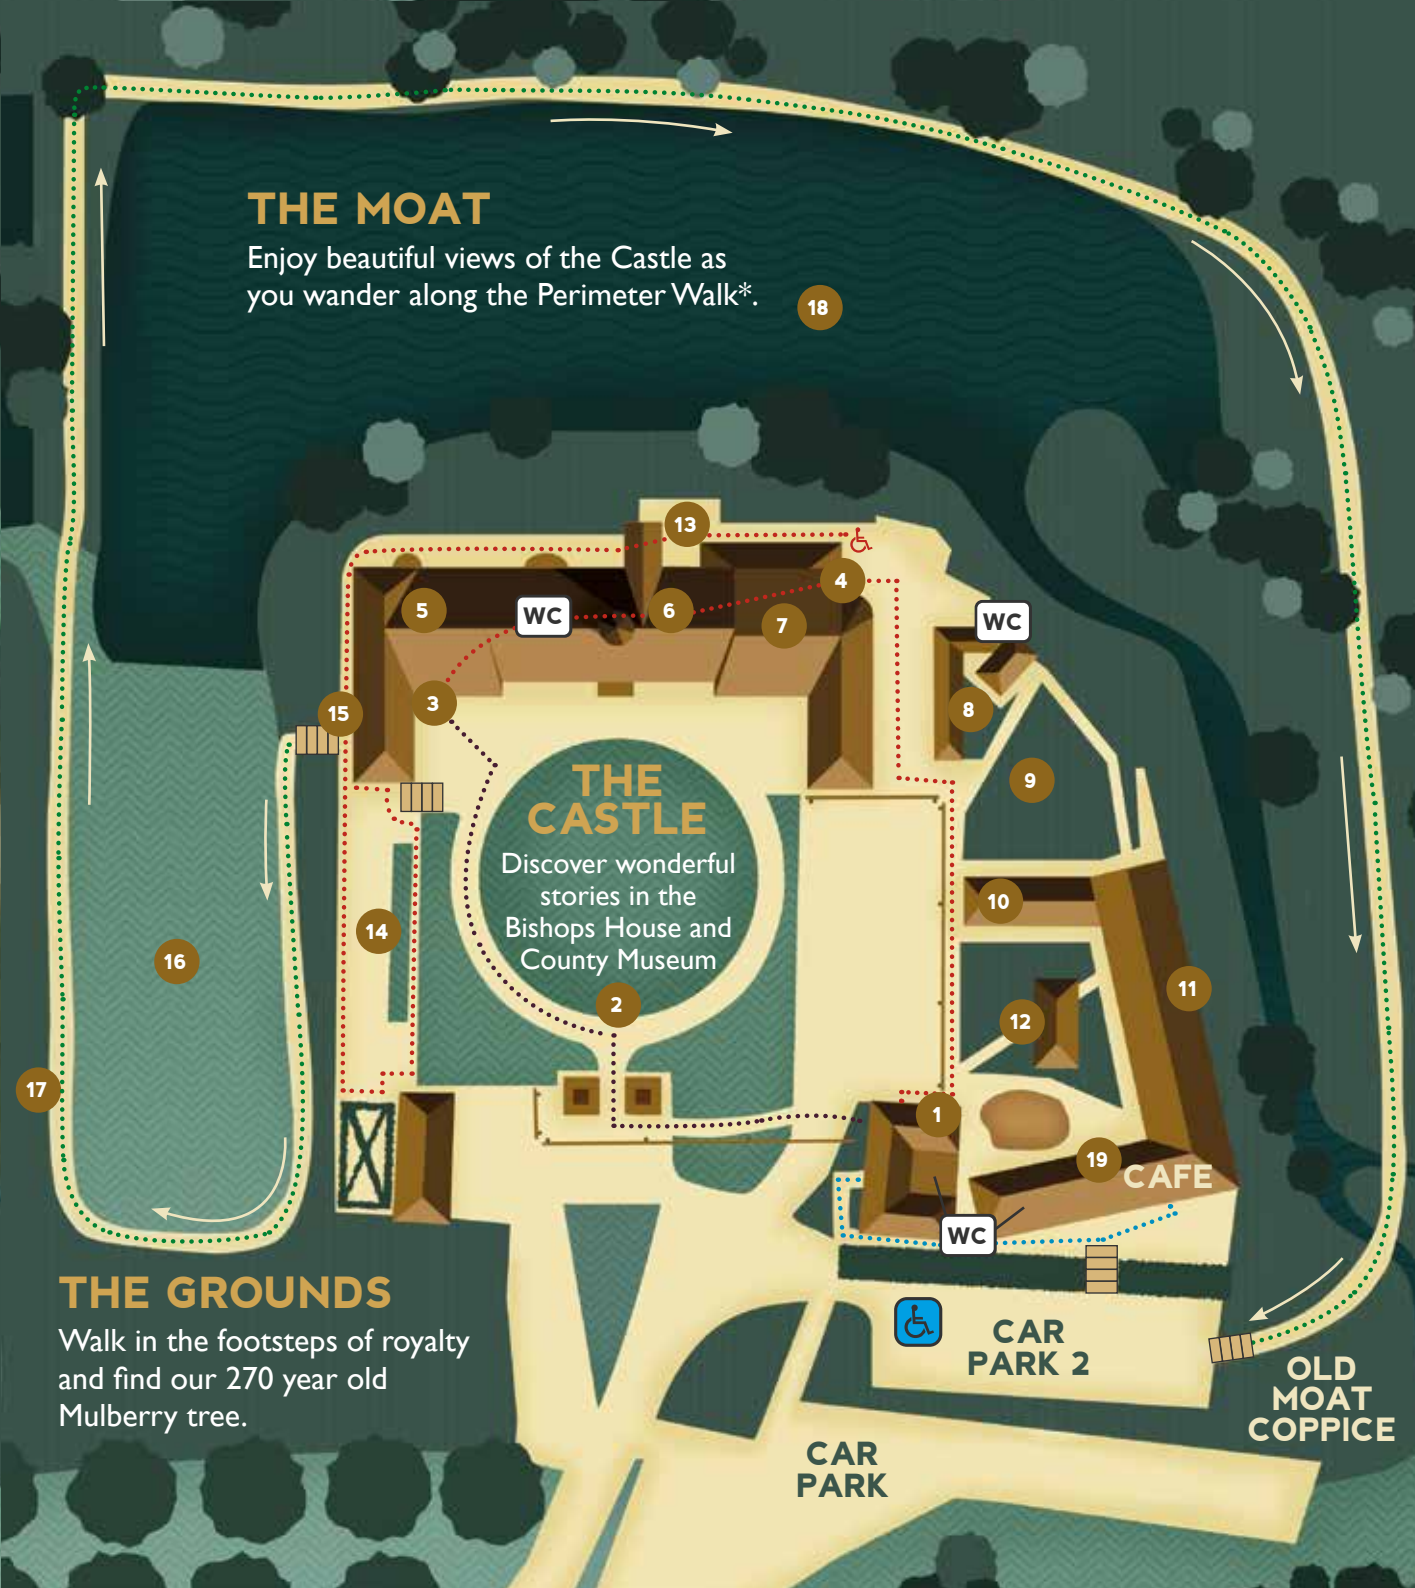 THE MOAT
Enjoy beautiful views of the Castle as
you wander along the Perimeter Walk*.
18
13
4
5
WC
6
7
WC
3
15
8
9
THE
CASTLE
Discover wonderful
stories in the
Bishops House and
County Museum
2
10
14
16
11
12
17
1
19
CAFE
WC
THE GROUNDS
Walk in the footsteps of royalty
and find our 270 year old
Mulberry tree.
CAR
PARK 2
OLD
MOAT
COPPICE
CAR
PARK